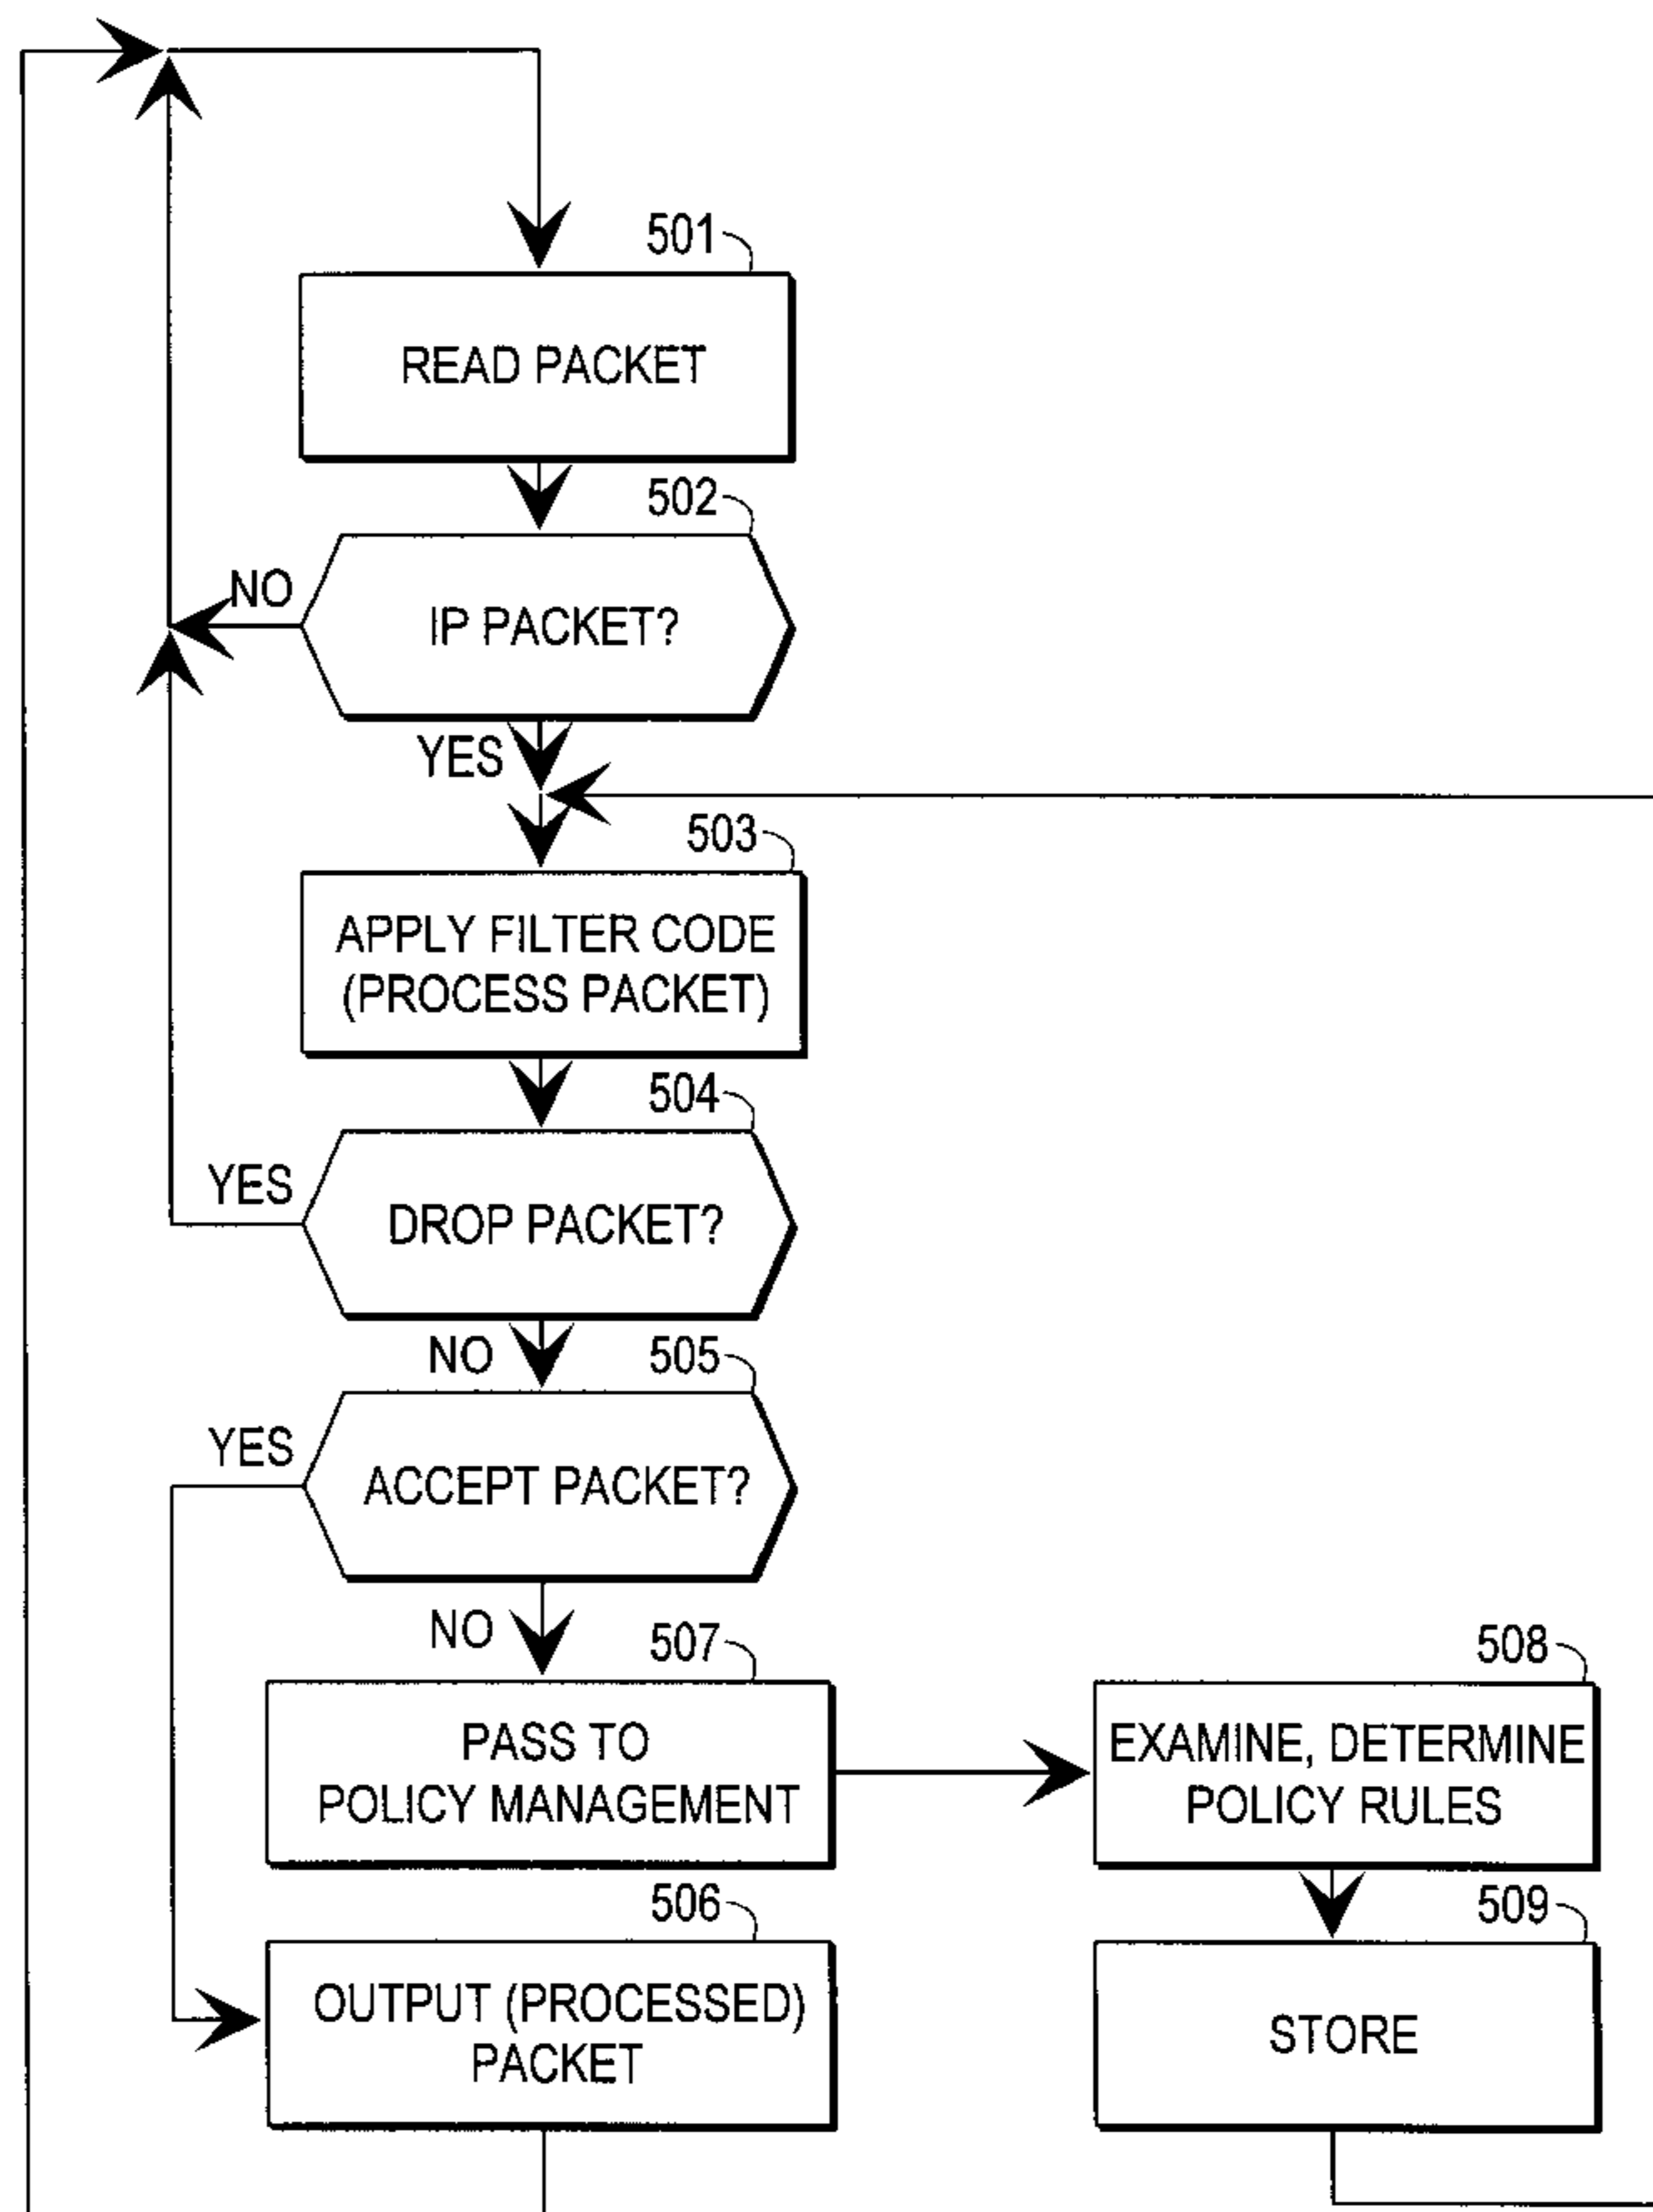 501
READ PACKET
502
NO
IP PACKET?
YES
503
APPLY FILTER CODE
(PROCESS PACKET)
504
YES
DROP PACKET?
NO
505
YES
ACCEPT PACKET?
NO
507
PASS TO
POLICY MANAGEMENT
508
EXAMINE, DETERMINE
POLICY RULES
506
OUTPUT (PROCESSED)
PACKET
509
STORE